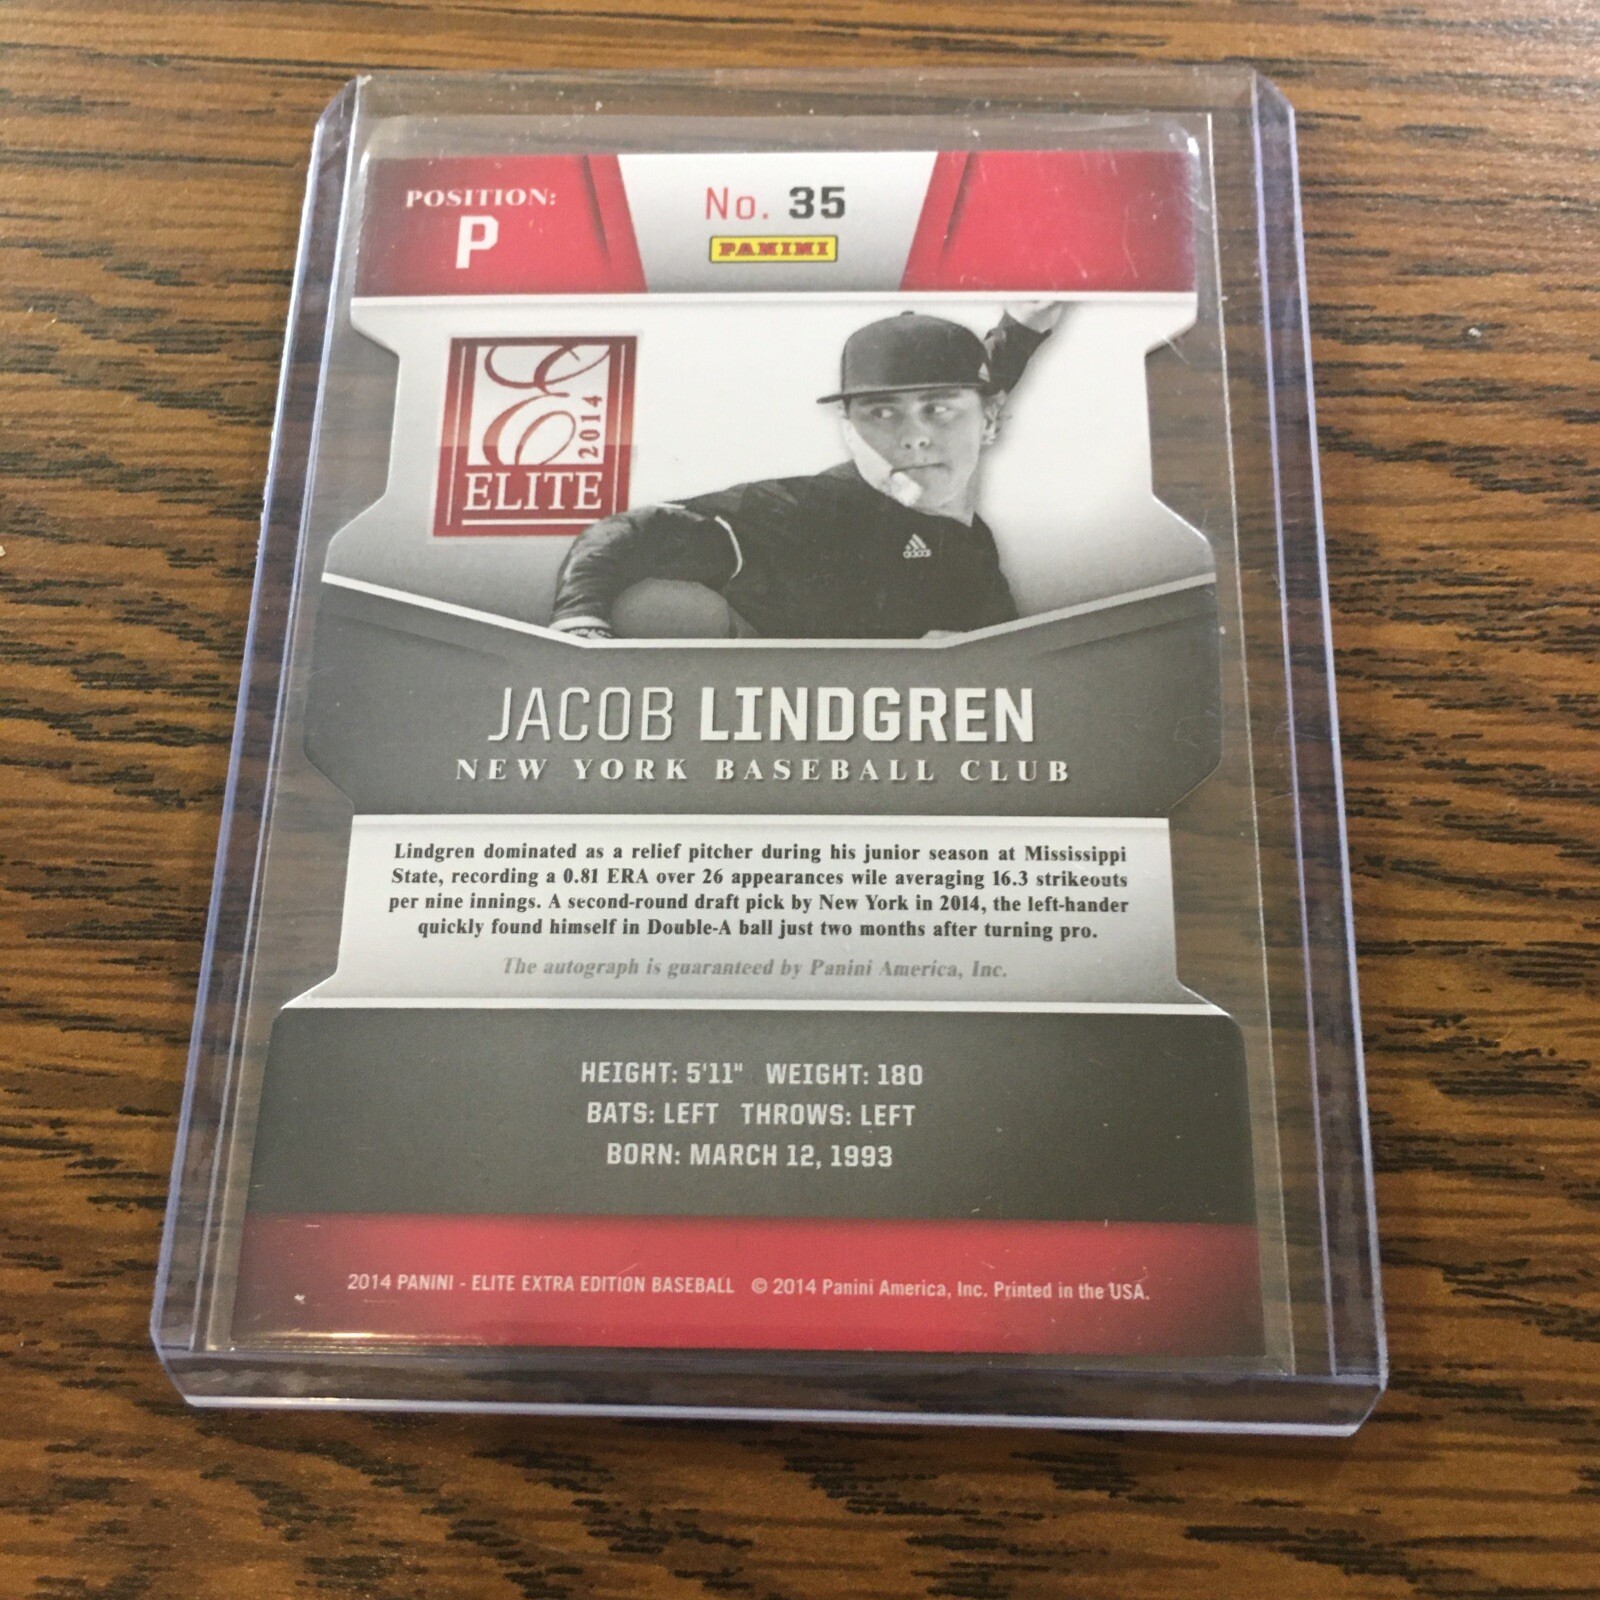 POSITION:
P
No. 35
PANINI
E
2014
ELITE
adidas
JACOB LINDGREN
NEW YORK BASEBALL CLUB
Lindgren dominated as a relief pitcher during his junior season at Mississippi
State, recording a 0.81 ERA over 26 appearances wile averaging 16.3 strikeouts
per nine innings. A second-round draft pick by New York in 2014, the left-hander
quickly found himself in Double-A ball just two months after turning pro.
The autograph is guaranteed by Panini America, Inc.
HEIGHT: 5'11" WEIGHT: 180
BATS: LEFT THROWS: LEFT
BORN: MARCH 12, 1993
2014 PANINI - ELITE EXTRA EDITION BASEBALL © 2014 Panini America, Inc. Printed in the USA.